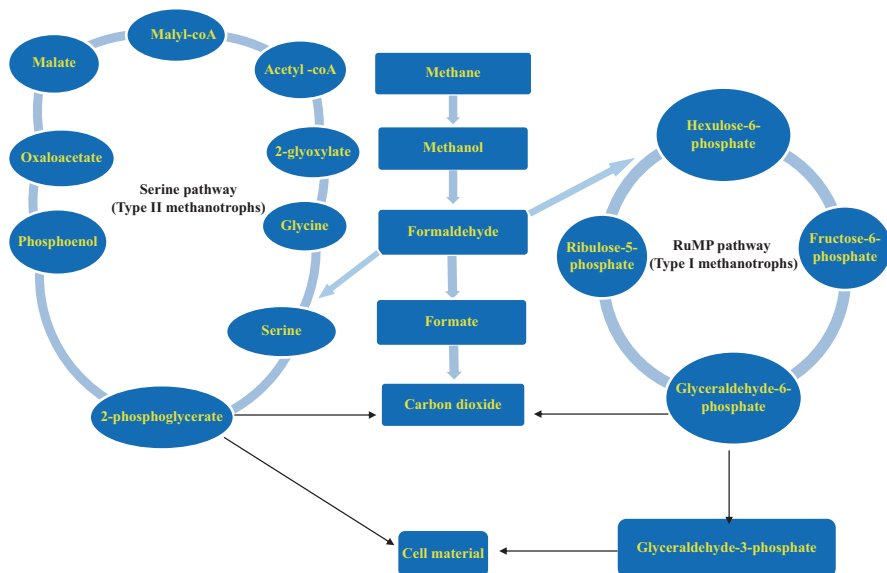 Malyl-coA
Malate
Acetyl -coA
Oxaloacetate
2-glyoxylate
Serine pathway
(Type II methanotrophs)
Phosphoenol
Glycine
Serine
2-phosphoglycerate
Methane
Methanol
Formaldehyde
Formate
Carbon dioxide
Cell material
Hexulose-6-
phosphate
Ribulose-5-
phosphate
RuMP pathway
(Type I methanotrophs)
Fructose-6-
phosphate
Glyceraldehyde-6-
phosphate
Glyceraldehyde-3-phosphate